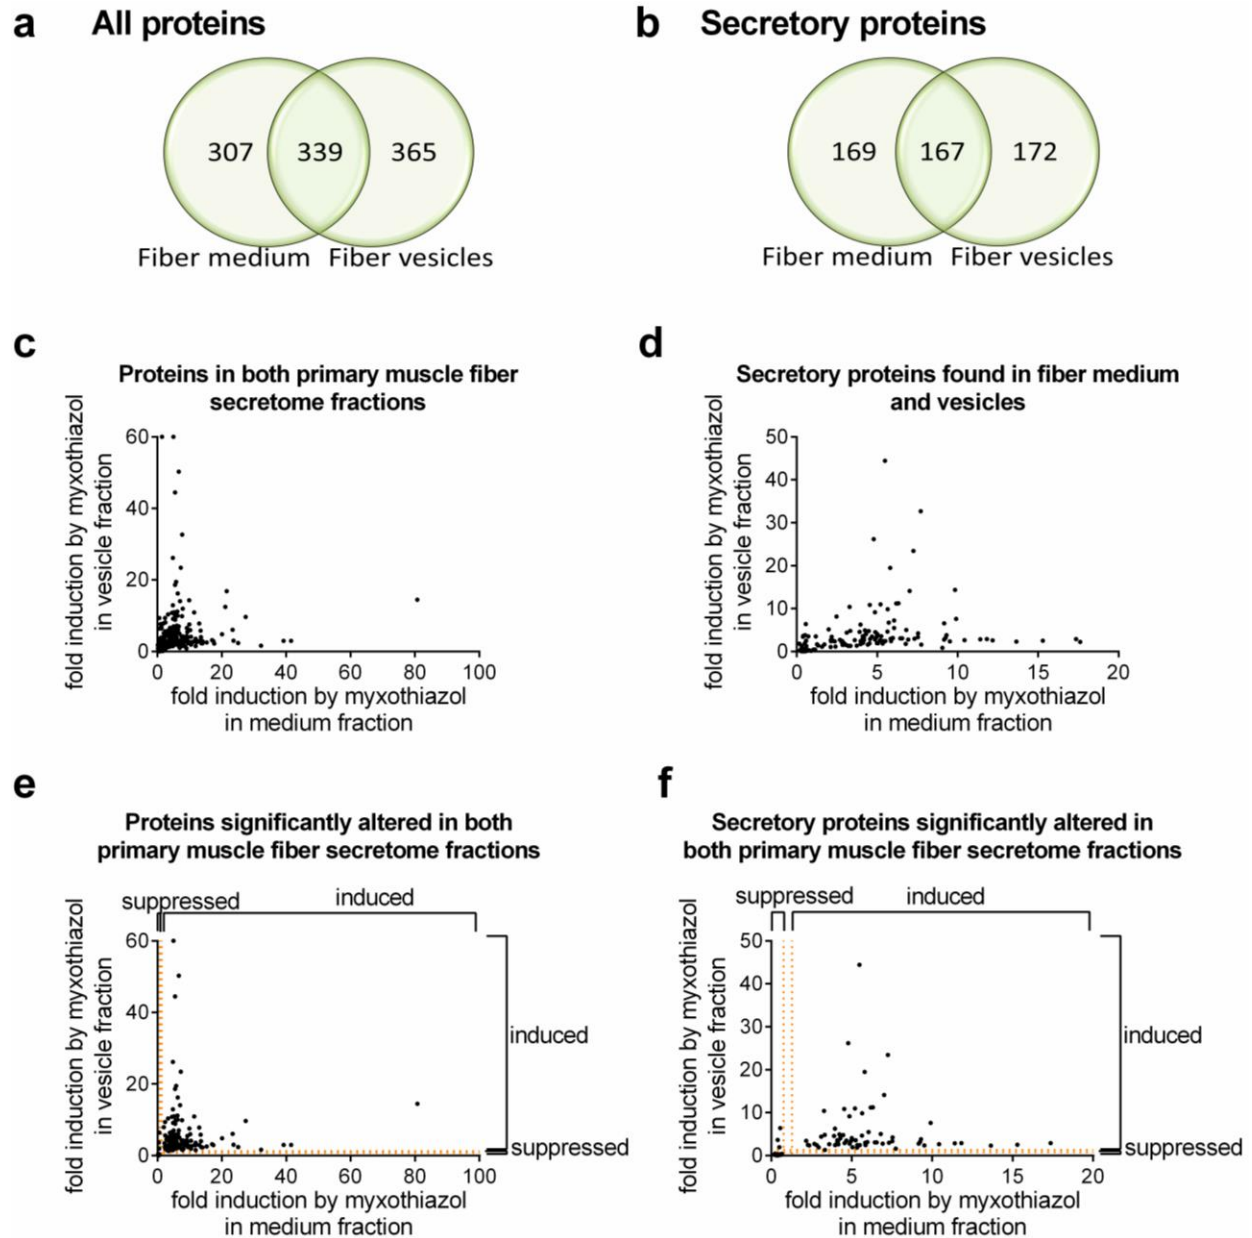 a All proteins
307 339 365
Fiber medium Fiber vesicles
b Secretory proteins
169 167 172
Fiber medium Fiber vesicles
c
Proteins in both primary muscle fiber
secretome fractions
fold induction by myxothiazol
in vesicle fraction
60
40
20
0
0 20 40 60 80 100
fold induction by myxothiazol
in medium fraction
d
Secretory proteins found in fiber medium
and vesicles
fold induction by myxothiazol
in vesicle fraction
50
40
30
20
10
0
0 5 10 15 20
fold induction by myxothiazol
in medium fraction
e
Proteins significantly altered in both
primary muscle fiber secretome fractions
suppressed induced
fold induction by myxothiazol
in vesicle fraction
60
40
20
0
induced
suppressed
0 20 40 60 80 100
fold induction by myxothiazol
in medium fraction
f
Secretory proteins significantly altered in
both primary muscle fiber secretome fractions
suppressed induced
fold induction by myxothiazol
in vesicle fraction
50
40
30
20
10
0
induced
suppressed
0 5 10 15 20
fold induction by myxothiazol
in medium fraction